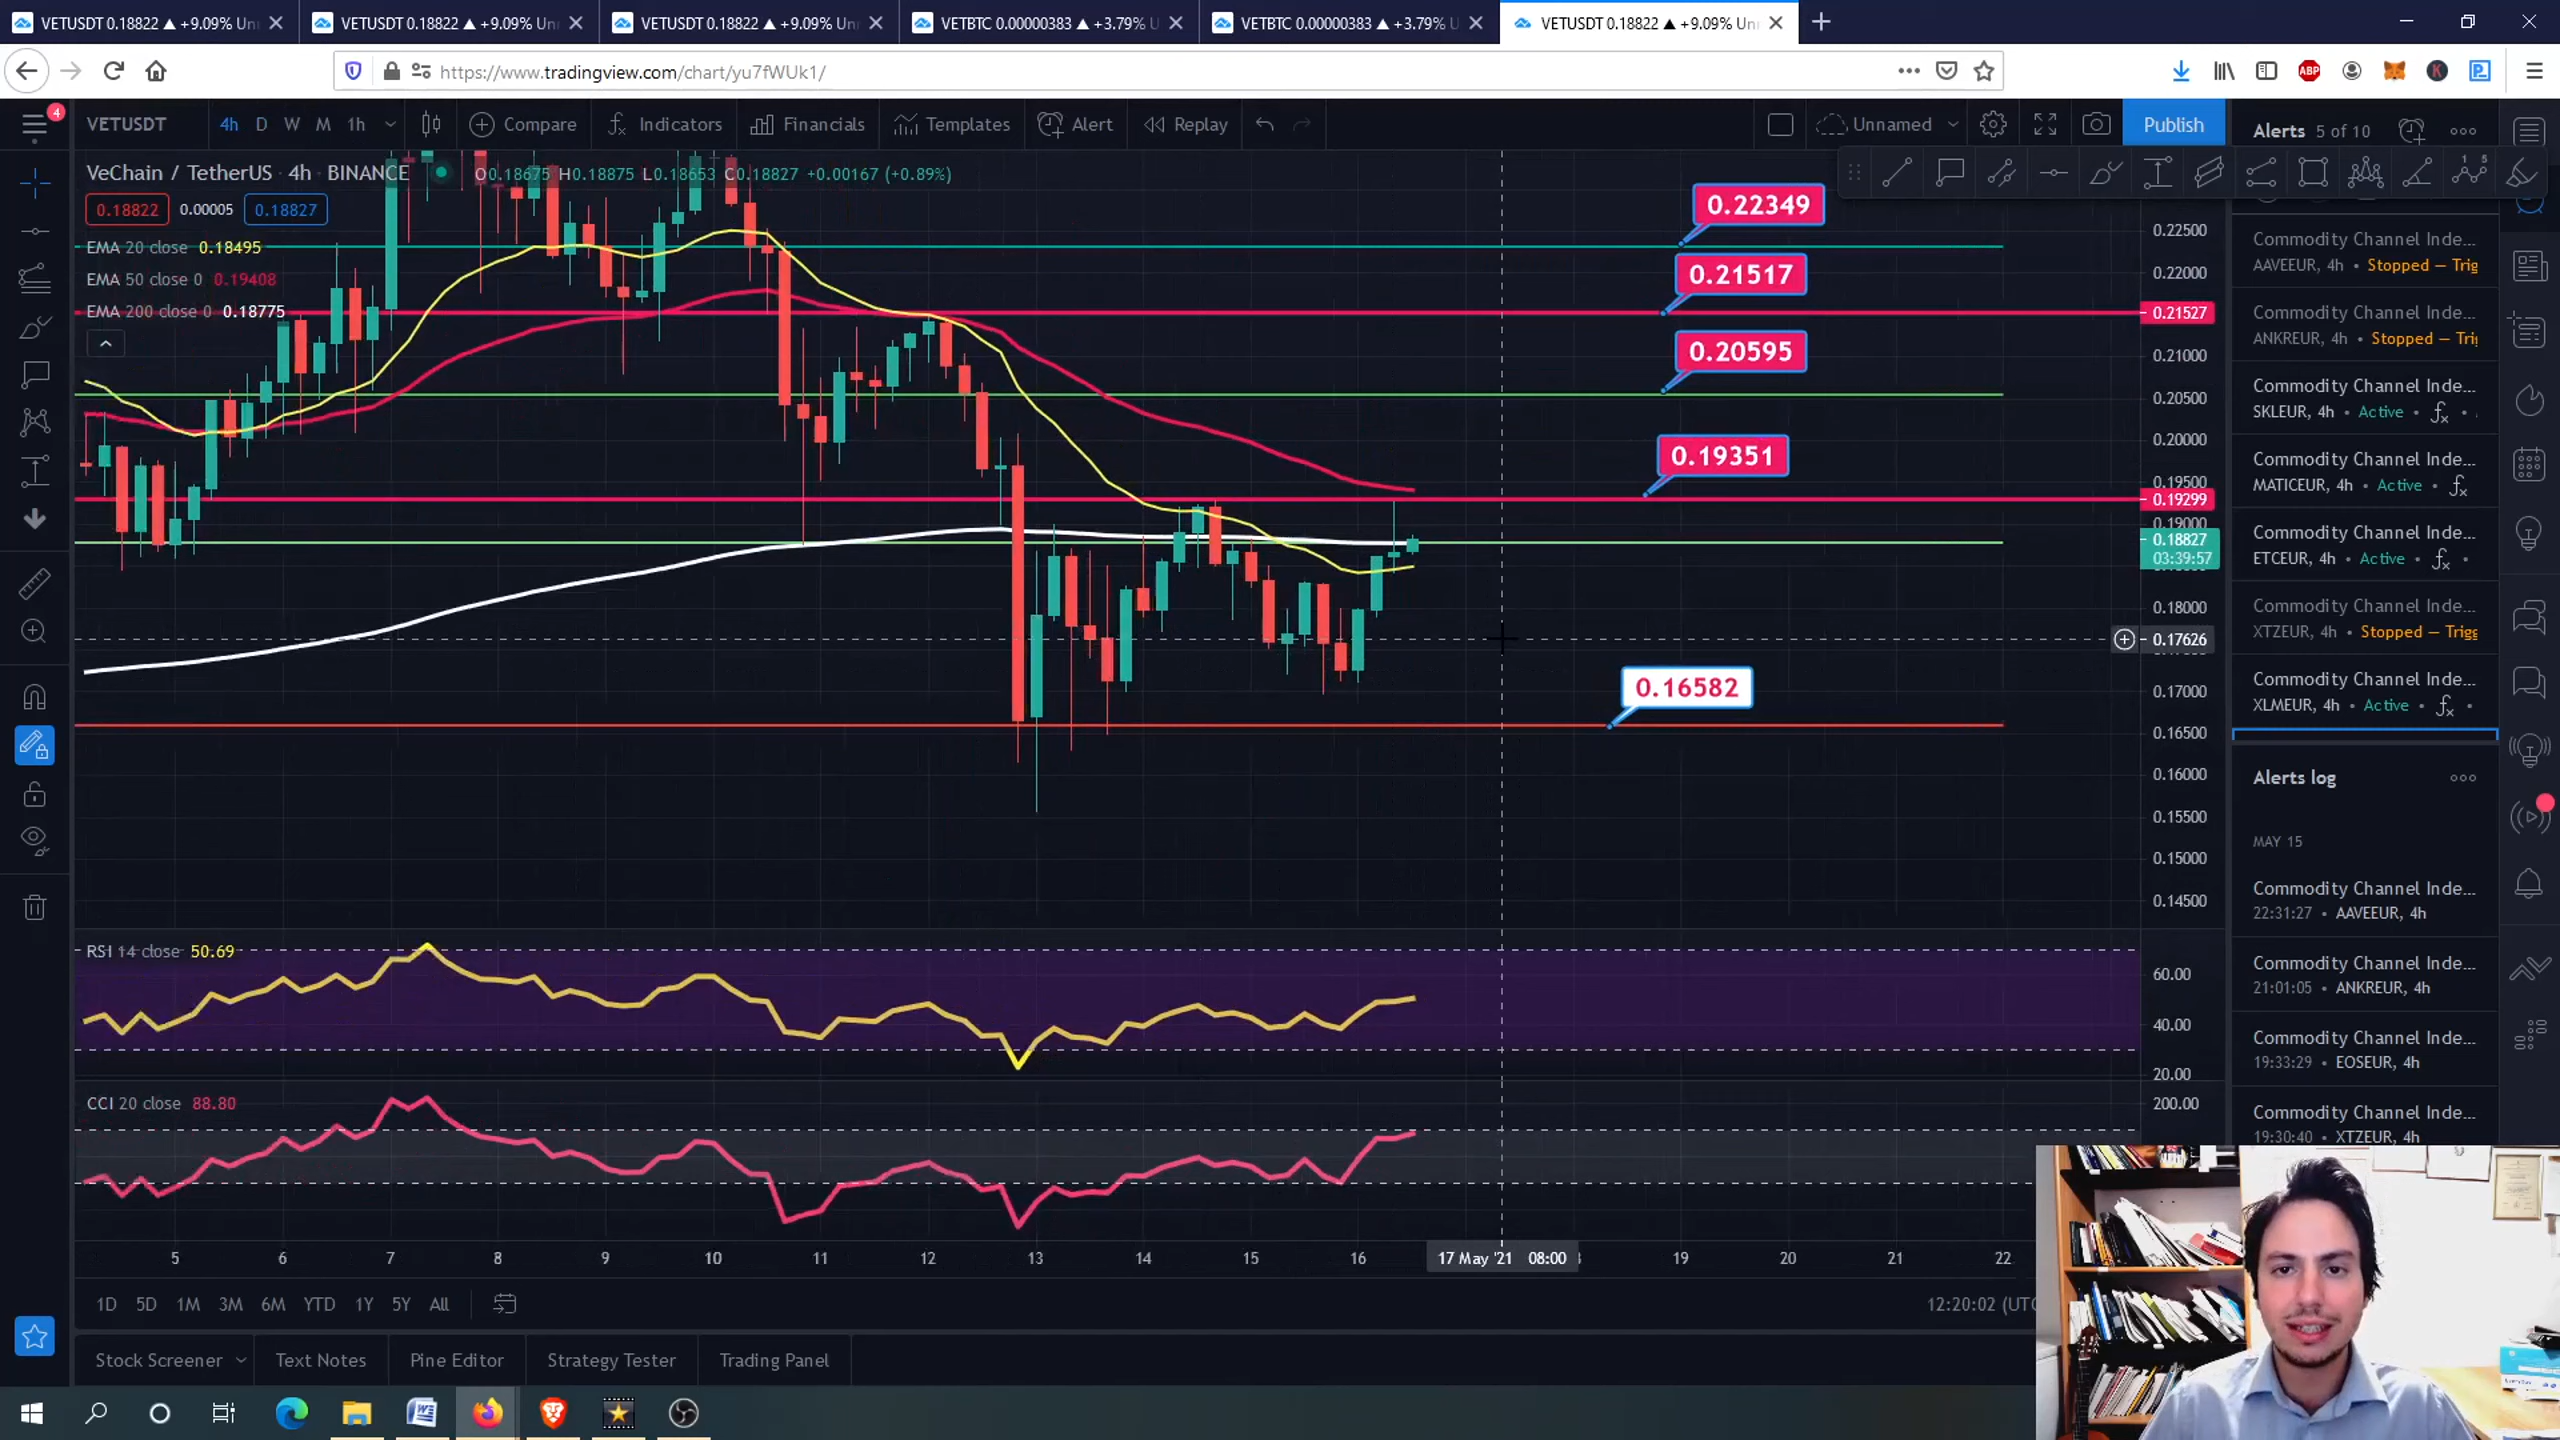 VETUSDT 0.18822 ▲ +9.09% Un
VETUSDT 0.18822 ▲ +9.09% Un
VETUSDT 0.18822 ▲ +9.09% Un
VETBTC 0.00000383 ▲ +3.79% U
VETBTC 0.00000383 ▲ +3.79% U
VETUSDT 0.18822 ▲ +9.09% Un
https://www.tradingview.com/chart/yu7fWUk1/
ABP
4
VETUSDT 4h D W M 1h Compare Indicators Financials Templates Alert Replay Unnamed Publish
Alerts 5 of 10
VeChain / TetherUS · 4h · BINANCE O0.18675 H0.18875 L0.18653 C0.18827 +0.00167 (+0.89%)
0.18822 0.00005 0.18827
EMA 20 close 0.18495
EMA 50 close 0 0.19408
EMA 200 close 0 0.18775
0.22349
0.21517
0.20595
0.19351
0.16582
0.22500
0.22000
0.21527
0.21000
0.20500
0.20000
0.19500
0.19299
0.19000
0.18827
03:39:57
0.18000
0.17626
0.17000
0.16500
0.16000
0.15500
0.15000
0.14500
RSI 14 close 50.69
60.00
40.00
20.00
CCI 20 close 88.80
200.00
5 6 7 8 9 10 11 12 13 14 15 16 17 May '21 08:00 19 20 21 22
1D 5D 1M 3M 6M YTD 1Y 5Y All
12:20:02 (UTC
Stock Screener Text Notes Pine Editor Strategy Tester Trading Panel
Commodity Channel Inde...
AAVEEUR, 4h • Stopped — Trig
Commodity Channel Inde...
ANKREUR, 4h • Stopped — Tri
Commodity Channel Inde...
SKLEUR, 4h • Active •
Commodity Channel Inde...
MATICEUR, 4h • Active •
Commodity Channel Inde...
ETCEUR, 4h • Active •
Commodity Channel Inde...
XTZEUR, 4h • Stopped — Trigg
Commodity Channel Inde...
XLMEUR, 4h • Active •
Alerts log
MAY 15
Commodity Channel Inde...
22:31:27 • AAVEEUR, 4h
Commodity Channel Inde...
21:01:05 • ANKREUR, 4h
Commodity Channel Inde...
19:33:29 • EOSEUR, 4h
Commodity Channel Inde...
19:30:40 • XTZEUR, 4h